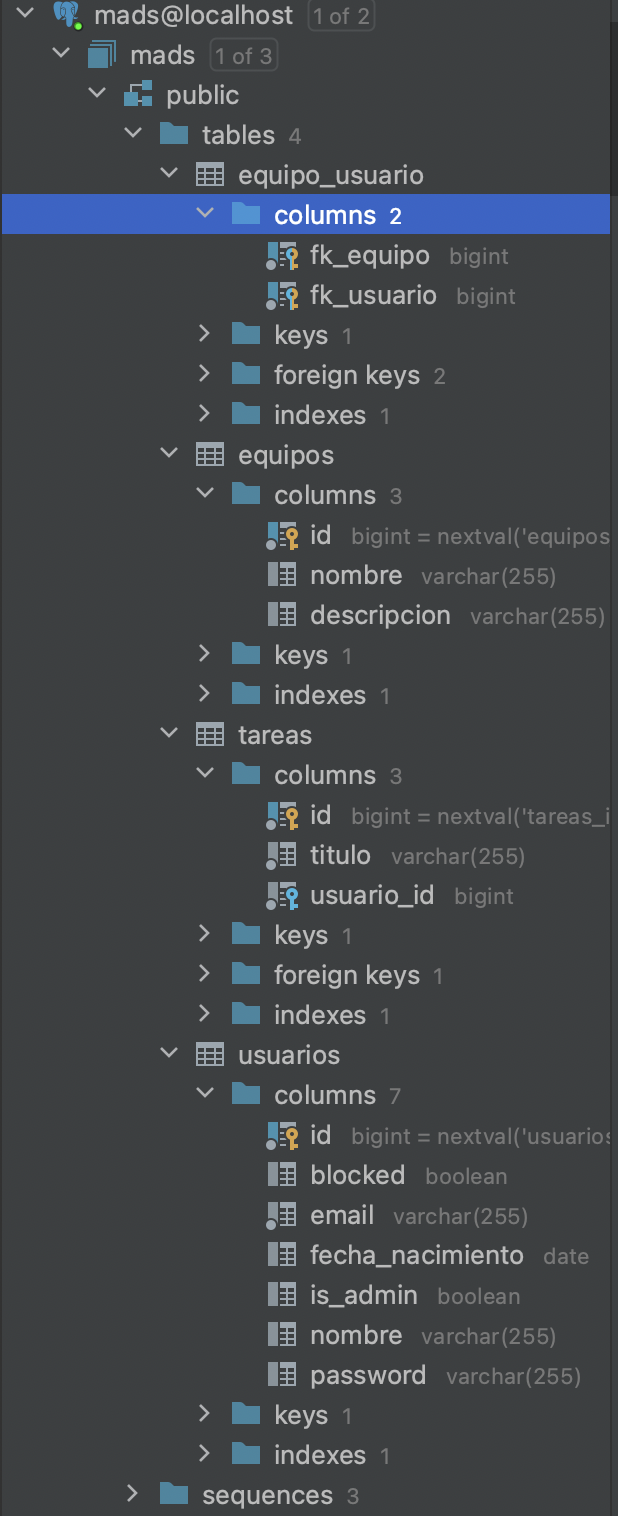 mads@localhost 1 of 2
mads 1 of 3
public
tables 4
equipo_usuario
columns 2
fk_equipo bigint
fk_usuario bigint
keys 1
foreign keys 2
indexes 1
equipos
columns 3
id bigint = nextval('equipos
nombre varchar(255)
descripcion varchar(255)
keys 1
indexes 1
tareas
columns 3
id bigint = nextval('tareas_i
titulo varchar(255)
usuario_id bigint
keys 1
foreign keys 1
indexes 1
usuarios
columns 7
id bigint = nextval('usuarios
blocked boolean
email varchar(255)
fecha_nacimiento date
is_admin boolean
nombre varchar(255)
password varchar(255)
keys 1
indexes 1
sequences 3